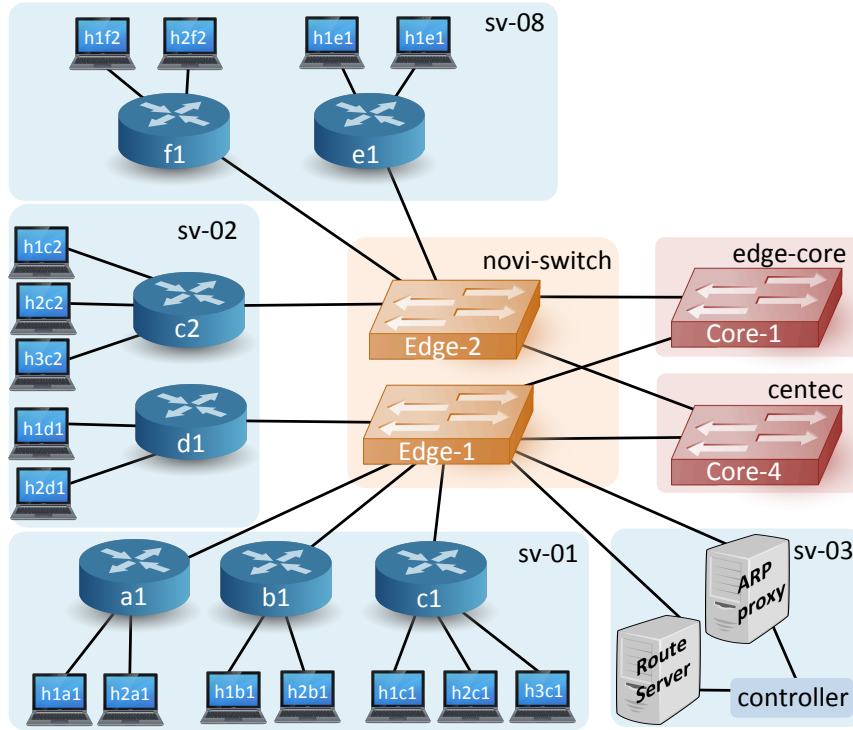 sv-08
h1f2
h2f2
h1e1
h1e1
f1
e1
sv-02
h1c2
h2c2
h3c2
c2
h1d1
h2d1
d1
novi-switch
Edge-2
Edge-1
edge-core
Core-1
centec
Core-4
sv-01
a1
b1
c1
h1a1
h2a1
h1b1
h2b1
h1c1
h2c1
h3c1
sv-03
ARP
proxy
Route
Server
controller